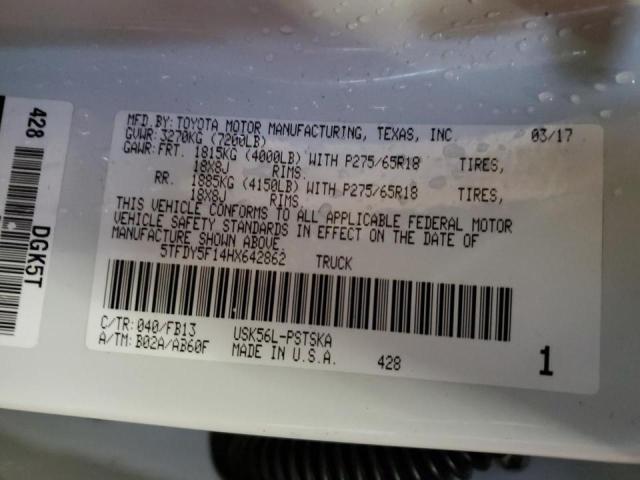 428
DGK5T
MFD.BY:TOYOTA MOTOR MANUFACTURING, TEXAS, INC 03/17
GVWR:3270KG (7200LB)
GAWR:FRT. 1815KG (4000LB) WITH P275/65R18 TIRES,
18X8J RIMS.
RR 1885KG (4150LB) WITH P275/65R18 TIRES,
18X8J RIMS.
THIS VEHICLE CONFORMS TO ALL APPLICABLE FEDERAL MOTOR
VEHICLE SAFETY STANDARDS IN EFFECT ON THE DATE OF
MANUFACTURE SHOWN ABOVE.
5TFDY5F14HX642862 TRUCK
C/TR:040/FB13 USK56L-PSTSKA
A/TM:B02A/AB60F MADE IN U.S.A. 428 1